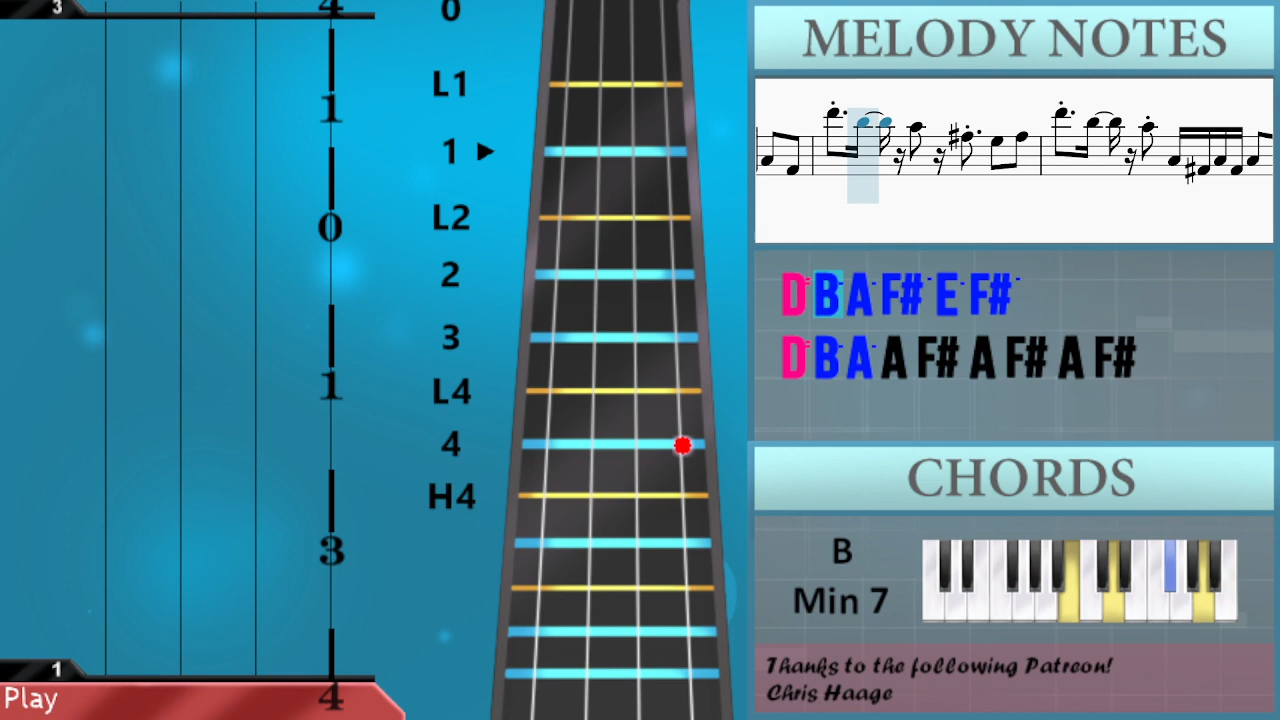 3
4
1
0
1
3
1
Play
4
0
L1
1 ►
L2
2
3
L4
4
H4
MELODY NOTES
D B A F# E F#
D B A A F# A F# A F#
CHORDS
B
Min 7
Thanks to the following Patreon!
Chris Haage